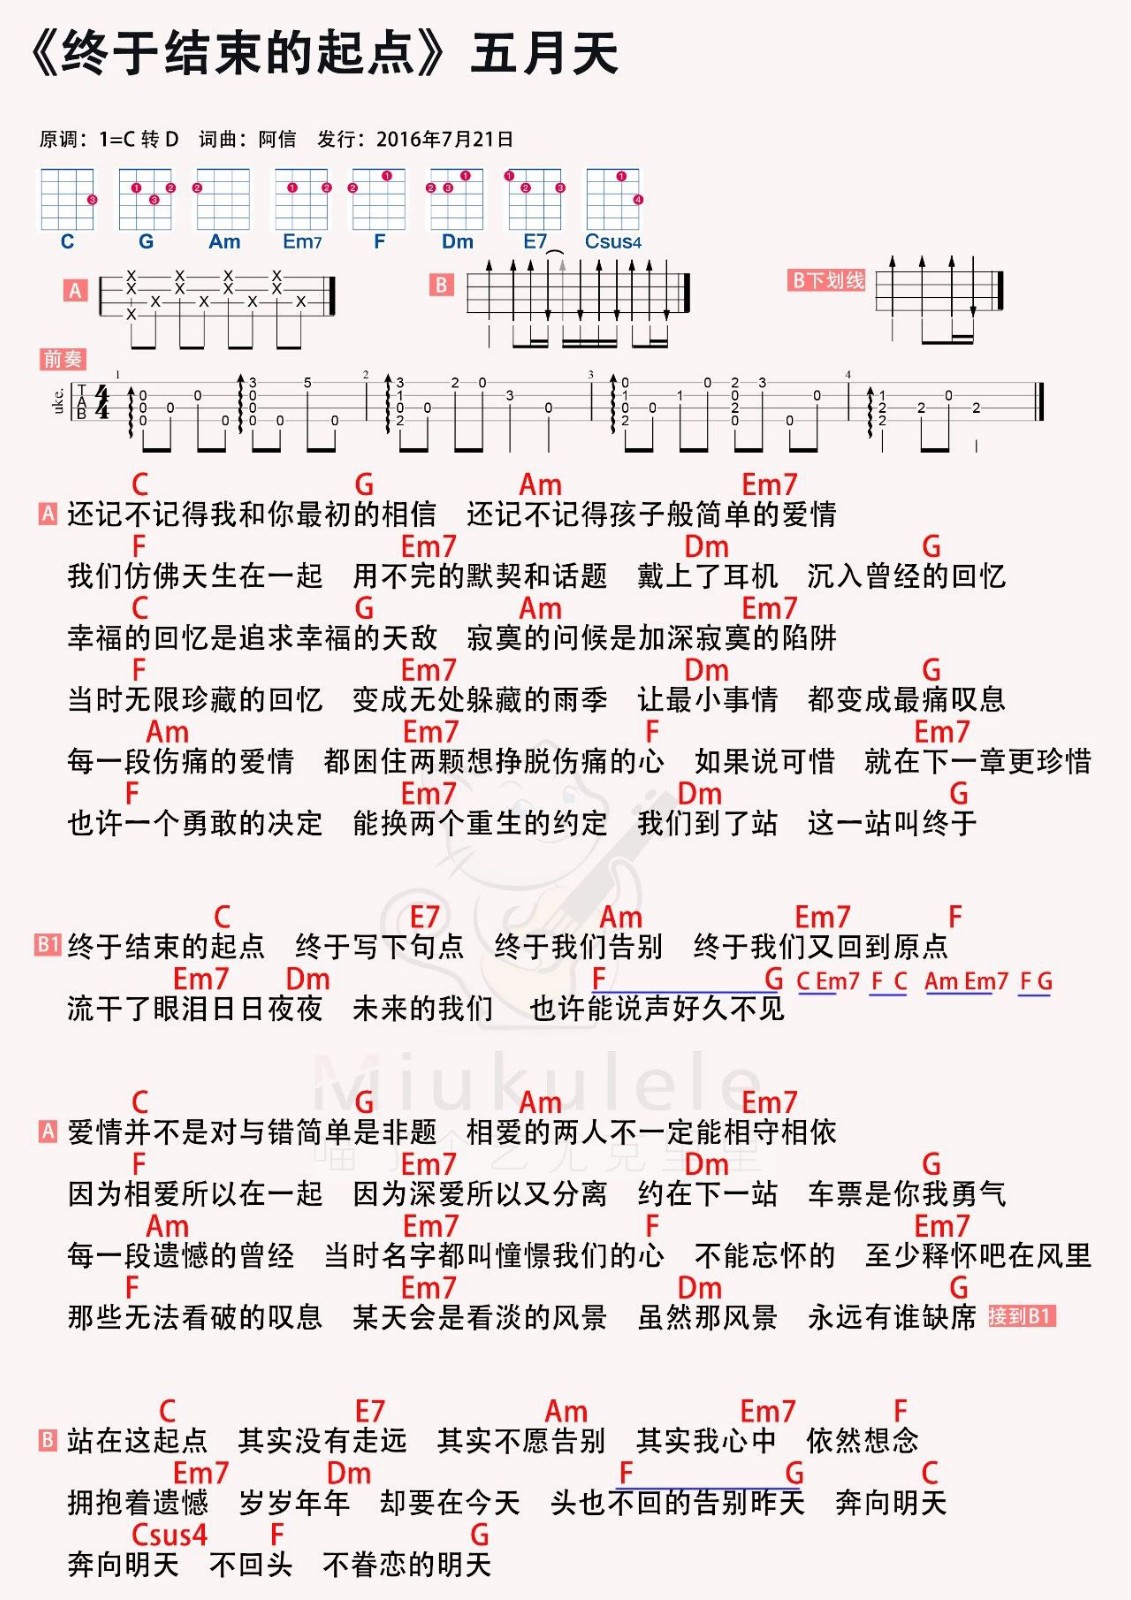 《终于结束的起点》五月天
原调：1=C 转 D 词曲：阿信 发行：2016年7月21日
C G Am Em7 F Dm E7 Csus4
A B B下划线
前奏
C G Am Em7
A 还记不记得我和你最初的相信 还记不记得孩子般简单的爱情
F Em7 Dm G
我们仿佛天生在一起 用不完的默契和话题 戴上了耳机 沉入曾经的回忆
C G Am Em7
幸福的回忆是追求幸福的天敌 寂寞的问候是加深寂寞的陷阱
F Em7 Dm G
当时无限珍藏的回忆 变成无处躲藏的雨季 让最小事情 都变成最痛叹息
Am Em7 F Em7
每一段伤痛的爱情 都困住两颗想挣脱伤痛的心 如果说可惜 就在下一章更珍惜
F Em7 Dm G
也许一个勇敢的决定 能换两个重生的约定 我们到了站 这一站叫终于
C E7 Am Em7 F
B1 终于结束的起点 终于写下句点 终于我们告别 终于我们又回到原点
Em7 Dm F G C Em7 F C Am Em7 F G
流干了眼泪日日夜夜 未来的我们 也许能说声好久不见
Miukulele
C G Am Em7
A 爱情并不是对与错简单是非题 相爱的两人不一定能相守相依
F Em7 Dm G
因为相爱所以在一起 因为深爱所以又分离 约在下一站 车票是你我勇气
Am Em7 F Em7
每一段遗憾的曾经 当时名字都叫憧憬我们的心 不能忘怀的 至少释怀吧在风里
F Em7 Dm G
那些无法看破的叹息 某天会是看淡的风景 虽然那风景 永远有谁缺席 接到B1
C E7 Am Em7 F
B 站在这起点 其实没有走远 其实不愿告别 其实我心中 依然想念
Em7 Dm F G C
拥抱着遗憾 岁岁年年 却要在今天 头也不回的告别昨天 奔向明天
Csus4 F G
奔向明天 不回头 不眷恋的明天